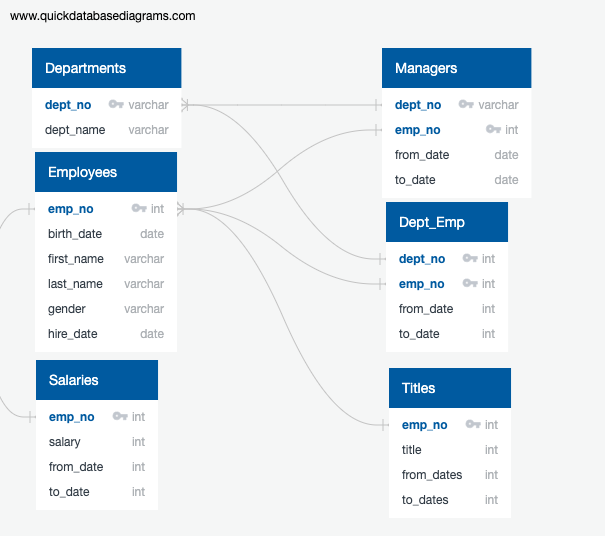 www.quickdatabasediagrams.com
Departments
dept_no varchar
dept_name varchar
Employees
emp_no int
birth_date date
first_name varchar
last_name varchar
gender varchar
hire_date date
Salaries
emp_no int
salary int
from_date int
to_date int
Managers
dept_no varchar
emp_no int
from_date date
to_date date
Dept_Emp
dept_no int
emp_no int
from_date int
to_date int
Titles
emp_no int
title int
from_dates int
to_dates int